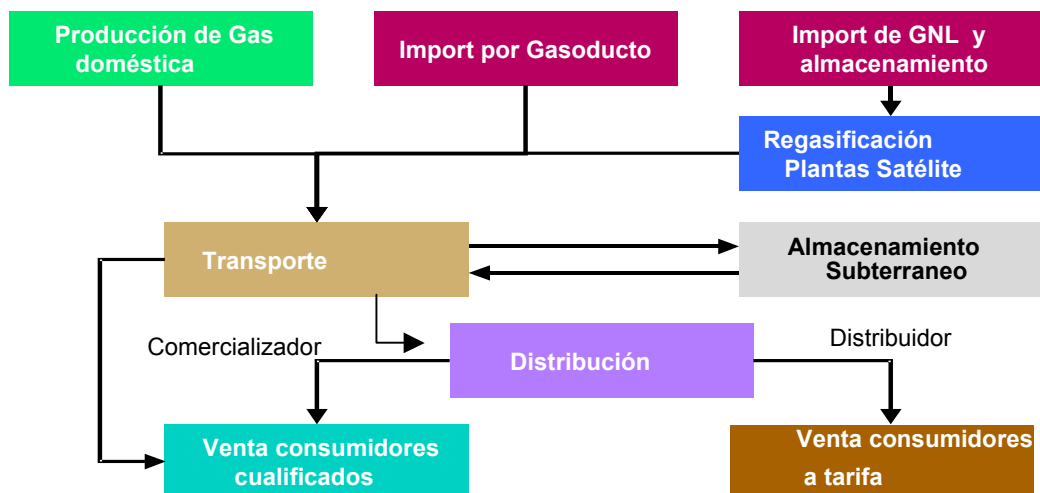 Producción de Gas
doméstica
Import por Gasoducto
Import de GNL y
almacenamiento
Regasificación
Plantas Satélite
Transporte
Almacenamiento
Subterraneo
Comercializador
Distribución
Distribuidor
Venta consumidores
cualificados
Venta consumidores
a tarifa